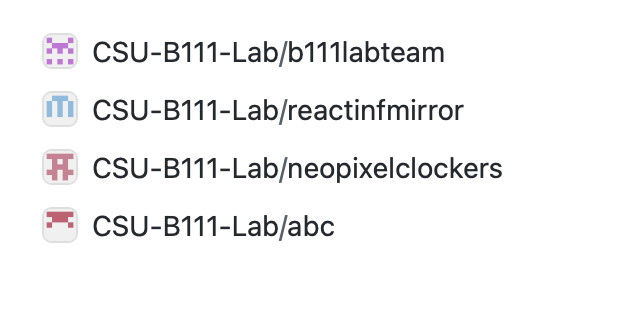 CSU-B111-Lab/b111labteam
CSU-B111-Lab/reactinfmirror
CSU-B111-Lab/neopixelclockers
CSU-B111-Lab/abc